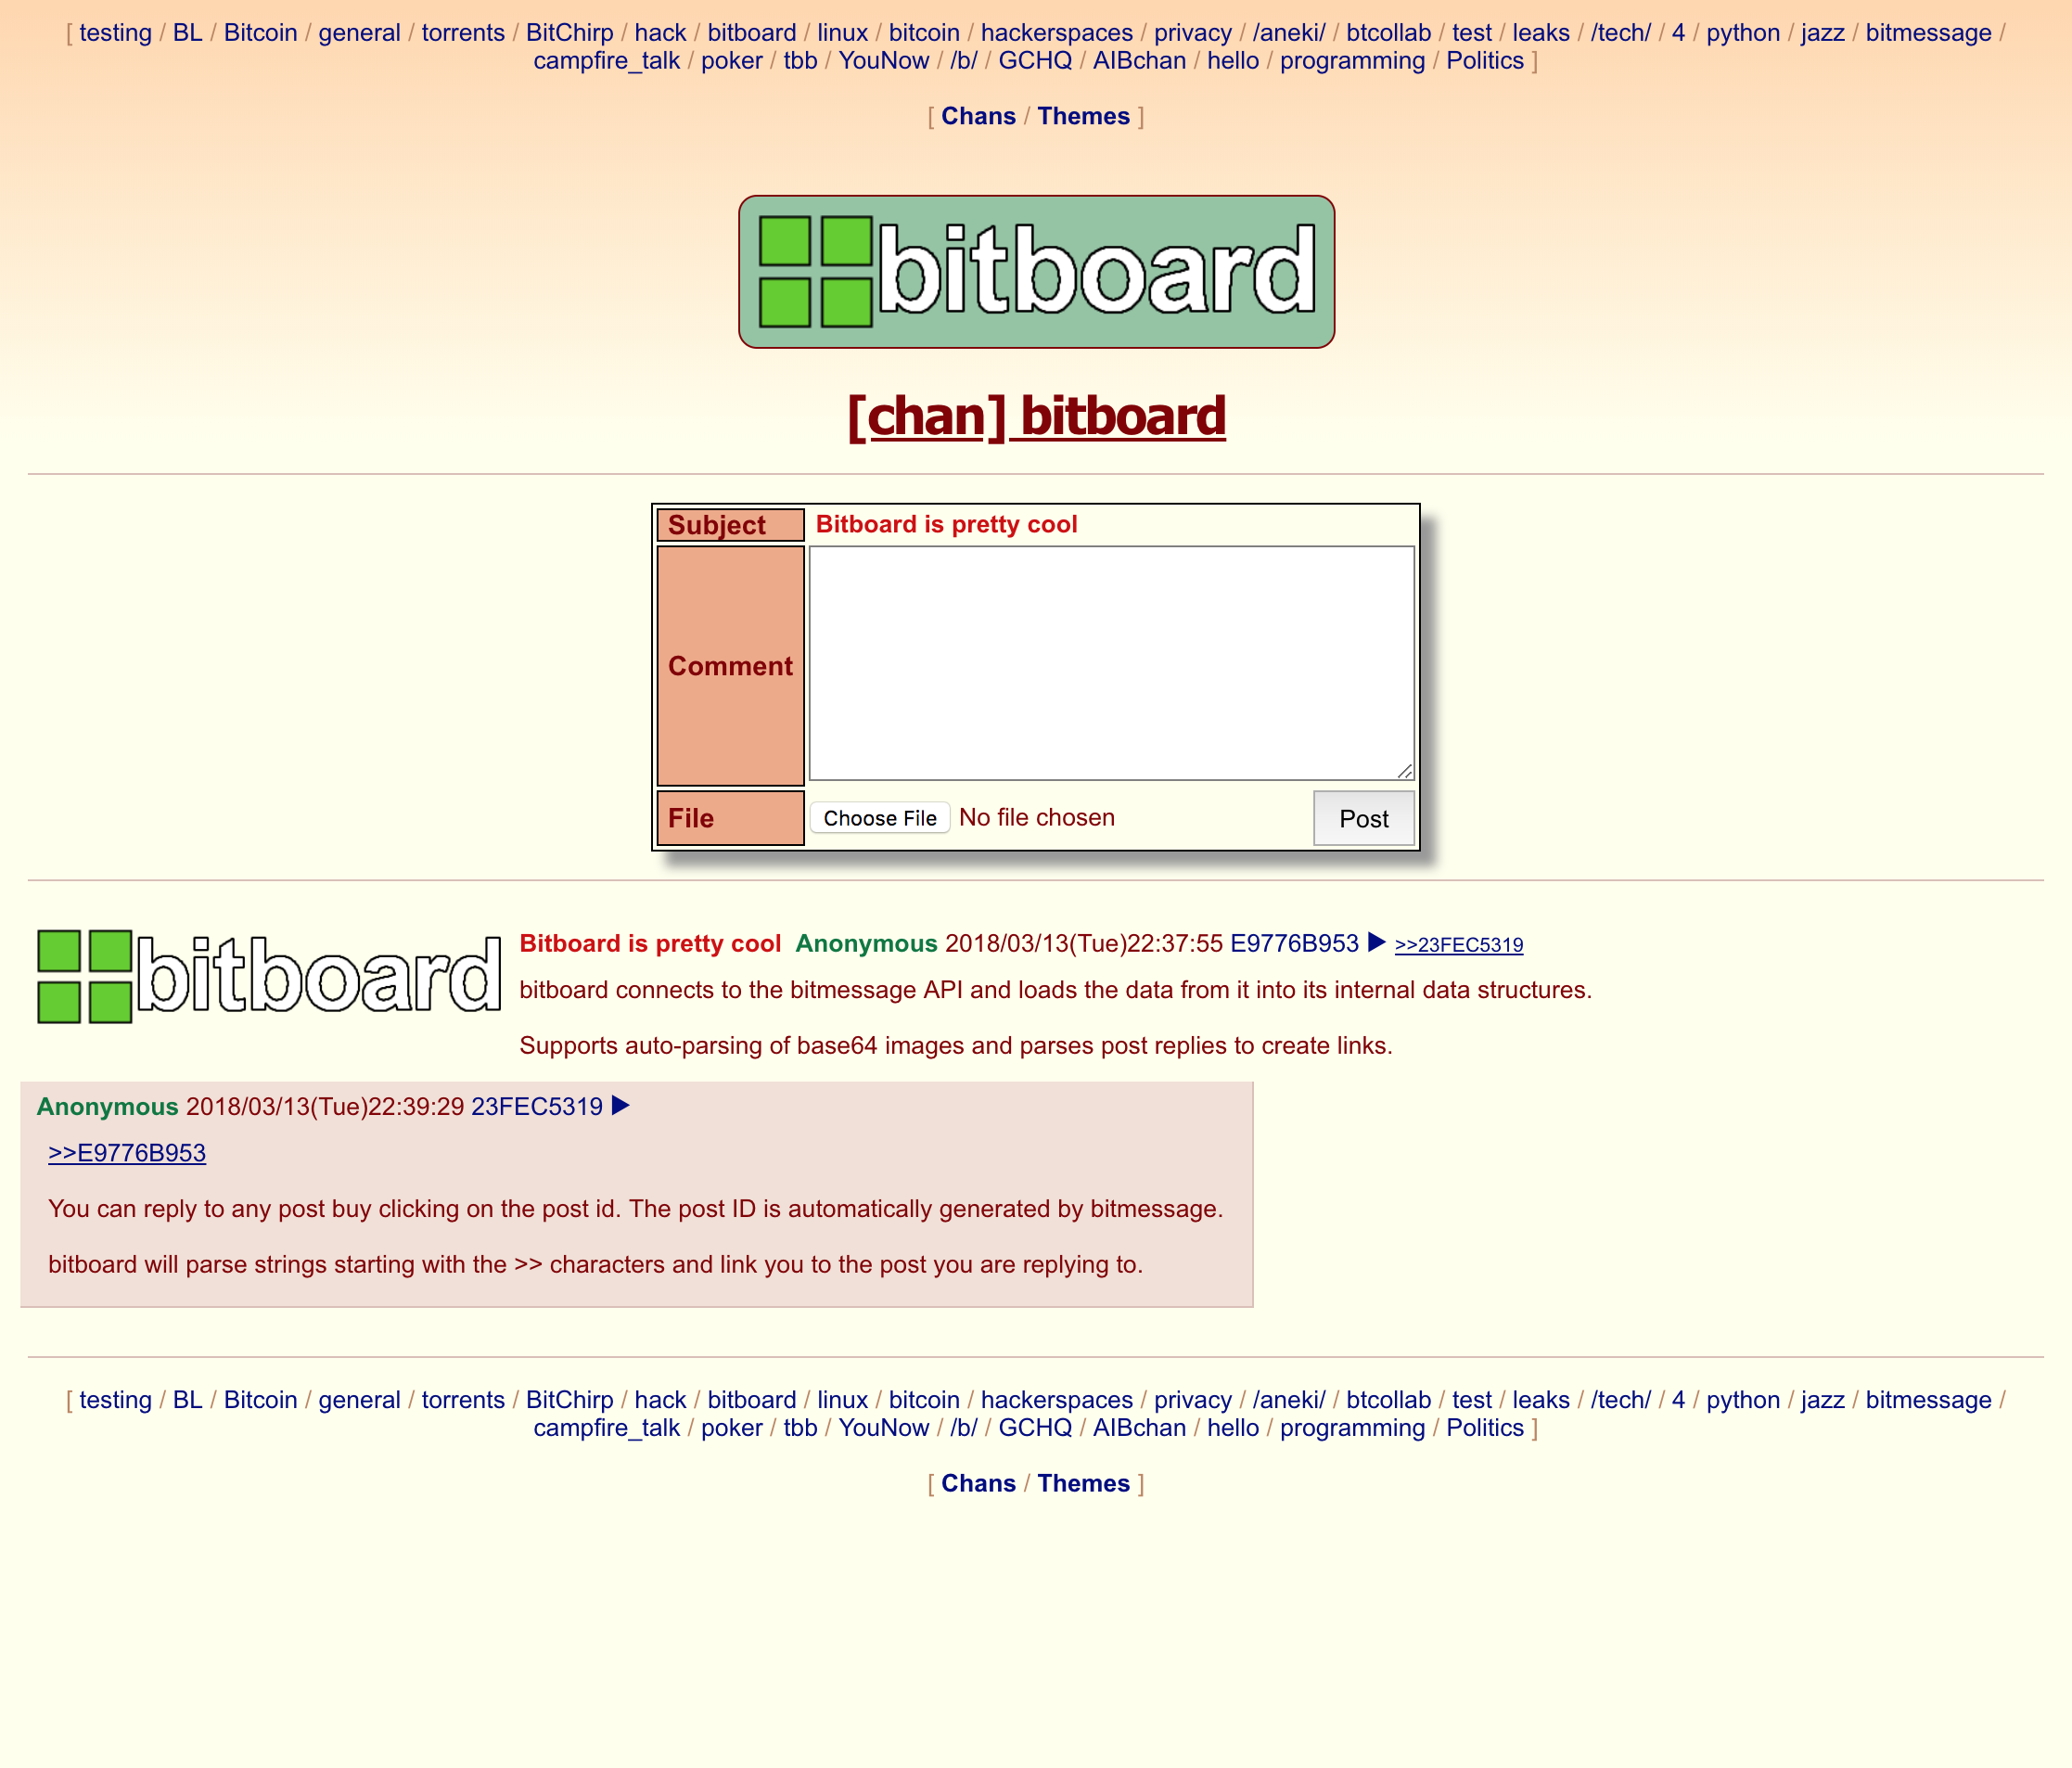 [ testing / BL / Bitcoin / general / torrents / BitChirp / hack / bitboard / linux / bitcoin / hackerspaces / privacy / /aneki/ / btcollab / test / leaks / /tech/ / 4 / python / jazz / bitmessage /
campfire_talk / poker / tbb / YouNow / /b/ / GCHQ / AIBchan / hello / programming / Politics ]
[ Chans / Themes ]
bitboard
[chan] bitboard
Subject Bitboard is pretty cool
Comment
File Choose File No file chosen Post
bitboard
Bitboard is pretty cool Anonymous 2018/03/13(Tue)22:37:55 E9776B953 ▶ >>23FEC5319
bitboard connects to the bitmessage API and loads the data from it into its internal data structures.
Supports auto-parsing of base64 images and parses post replies to create links.
Anonymous 2018/03/13(Tue)22:39:29 23FEC5319 ▶
>>E9776B953
You can reply to any post buy clicking on the post id. The post ID is automatically generated by bitmessage.
bitboard will parse strings starting with the >> characters and link you to the post you are replying to.
[ testing / BL / Bitcoin / general / torrents / BitChirp / hack / bitboard / linux / bitcoin / hackerspaces / privacy / /aneki/ / btcollab / test / leaks / /tech/ / 4 / python / jazz / bitmessage /
campfire_talk / poker / tbb / YouNow / /b/ / GCHQ / AIBchan / hello / programming / Politics ]
[ Chans / Themes ]